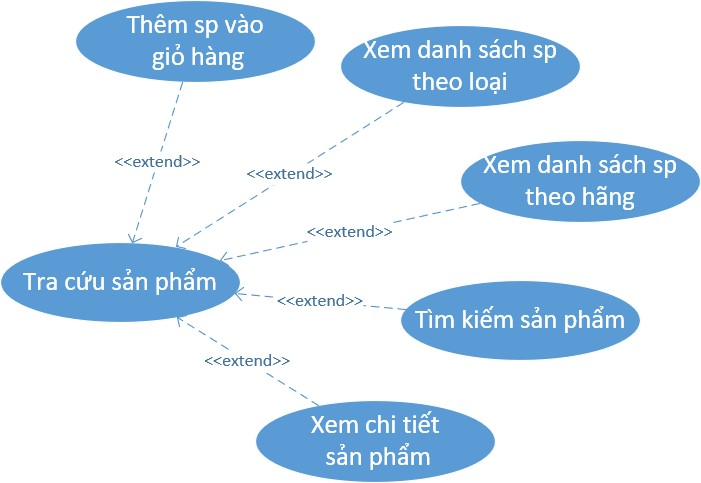 Thêm sp vào
giỏ hàng
Xem danh sách sp
theo loại
<<extend>>
<<extend>>
Xem danh sách sp
theo hãng
<<extend>>
Tra cứu sản phẩm
<<extend>>
Tìm kiếm sản phẩm
<<extend>>
Xem chi tiết
sản phẩm